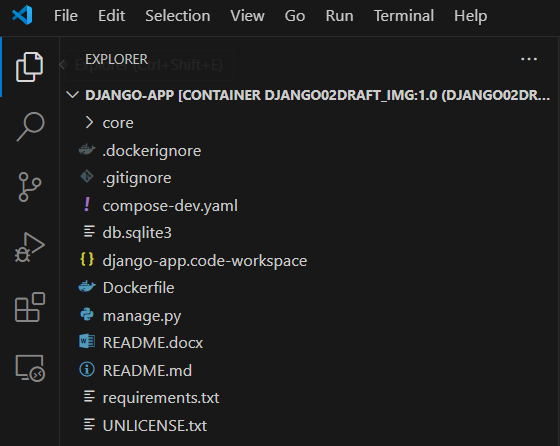 File Edit Selection View Go Run Terminal Help
EXPLORER
Explorer (Ctrl+Shift+E)
DJANGO-APP [CONTAINER DJANGO02DRAFT_IMG:1.0 (DJANGO02DR...
core
.dockerignore
.gitignore
compose-dev.yaml
db.sqlite3
django-app.code-workspace
Dockerfile
manage.py
README.docx
README.md
requirements.txt
UNLICENSE.txt